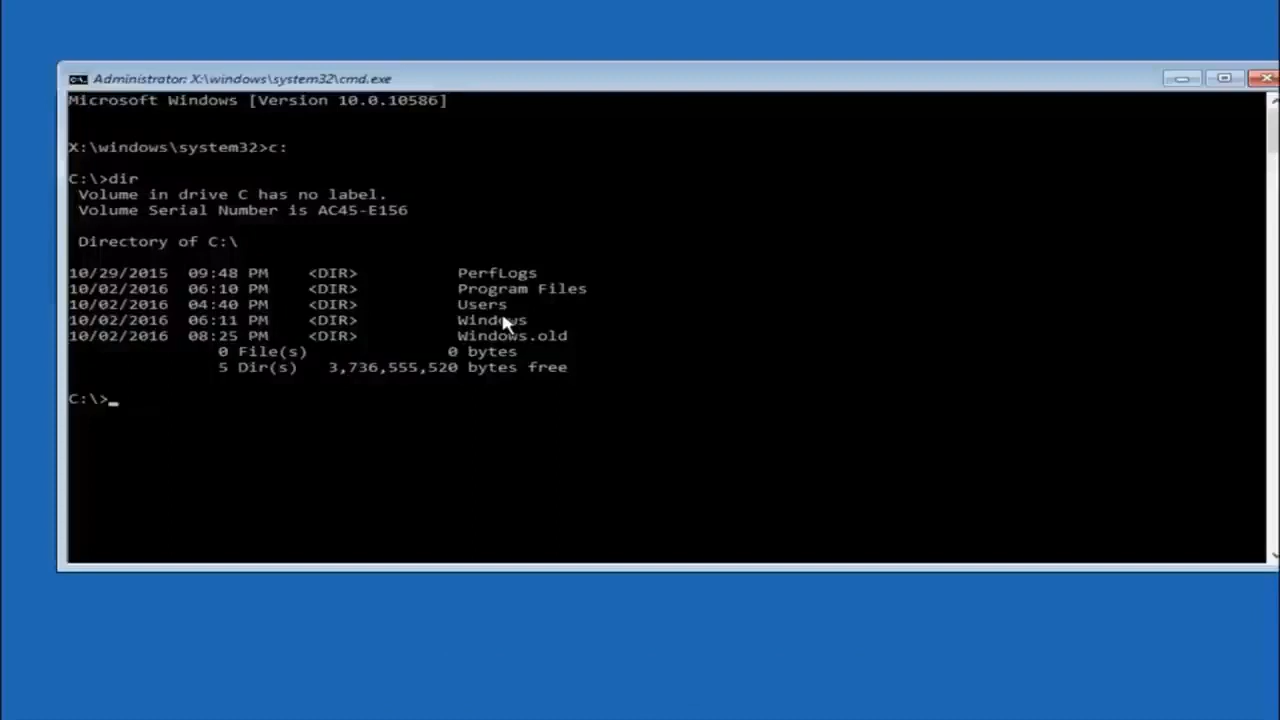 Administrator: X:\windows\system32\cmd.exe
Microsoft Windows [Version 10.0.10586]
X:\windows\system32>c:
C:\>dir
Volume in drive C has no label.
Volume Serial Number is AC45-E156
Directory of C:\
10/29/2015 09:48 PM <DIR> PerfLogs
10/02/2016 06:10 PM <DIR> Program Files
10/02/2016 04:40 PM <DIR> Users
10/02/2016 06:11 PM <DIR> Windows
10/02/2016 08:25 PM <DIR> Windows.old
0 File(s) 0 bytes
5 Dir(s) 3,736,555,520 bytes free
C:\>_